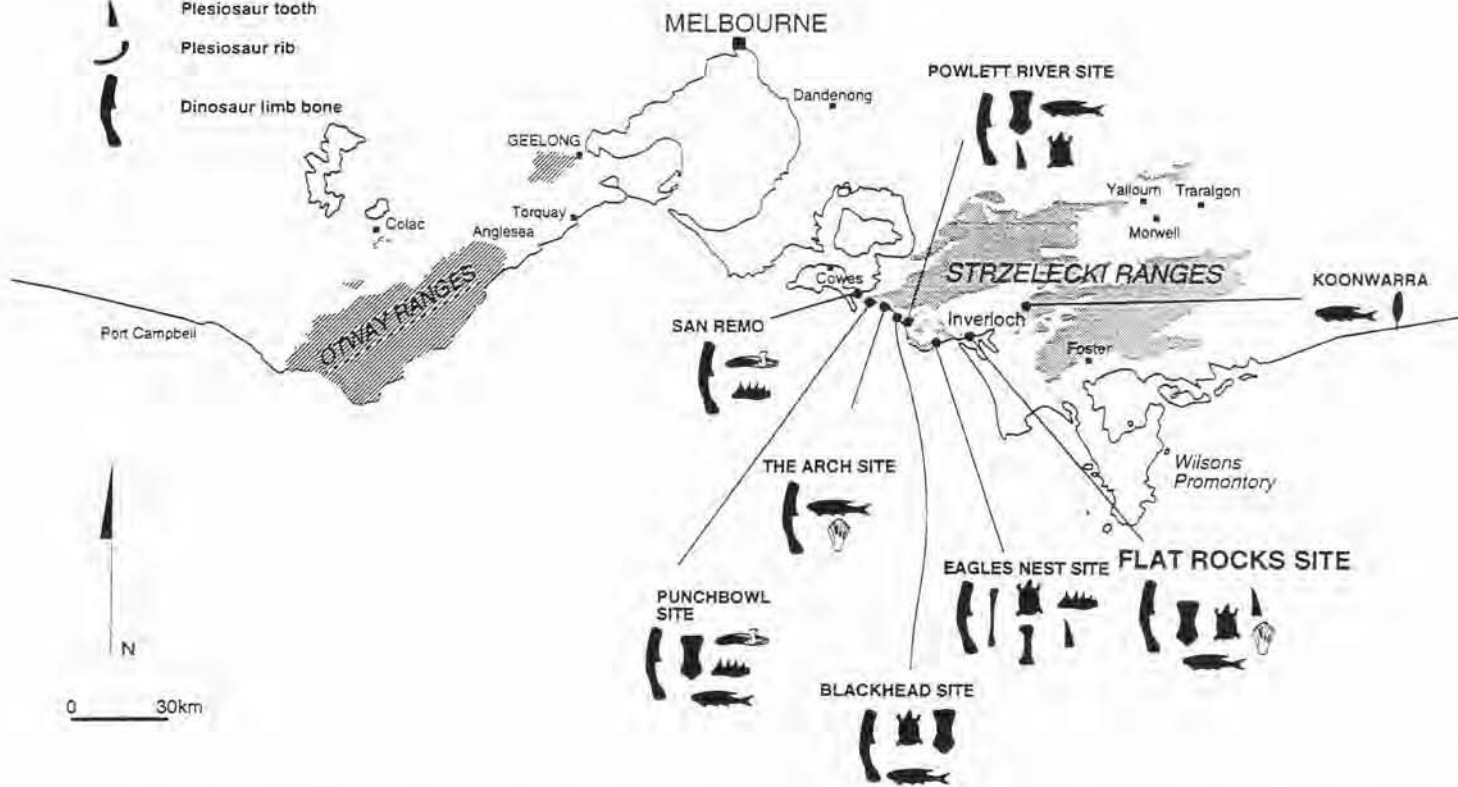 Plesiosaur tooth
Plesiosaur rib
Dinosaur limb bone
MELBOURNE
Dandenong
POWLETT RIVER SITE
GEELONG
Colac
Torquay
Anglesea
OTWAY RANGES
Port Campbell
Yallourn
Traralgon
Morwell
STRZELECKI RANGES
Cowes
KOONWARRA
SAN REMO
Inverloch
Foster
THE ARCH SITE
Wilsons
Promontory
EAGLES NEST SITE
FLAT ROCKS SITE
PUNCHBOWL
SITE
BLACKHEAD SITE
N
0 30km